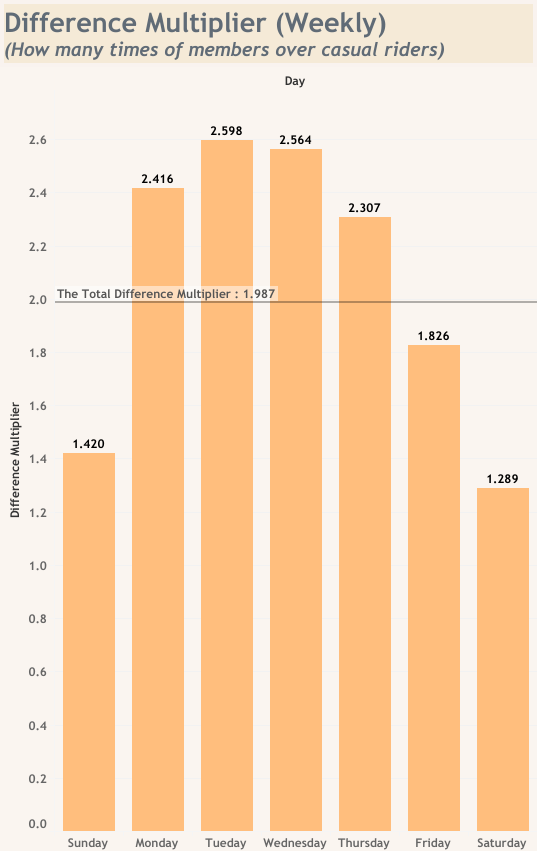 Difference Multiplier (Weekly)
(How many times of members over casual riders)
Day
2.6
2.4
2.2
2.0
1.8
1.6
1.4
1.2
1.0
0.8
0.6
0.4
0.2
0.0
Difference Multiplier
1.420
2.416
2.598
2.564
2.307
1.826
1.289
The Total Difference Multiplier : 1.987
Sunday
Monday
Tueday
Wednesday
Thursday
Friday
Saturday